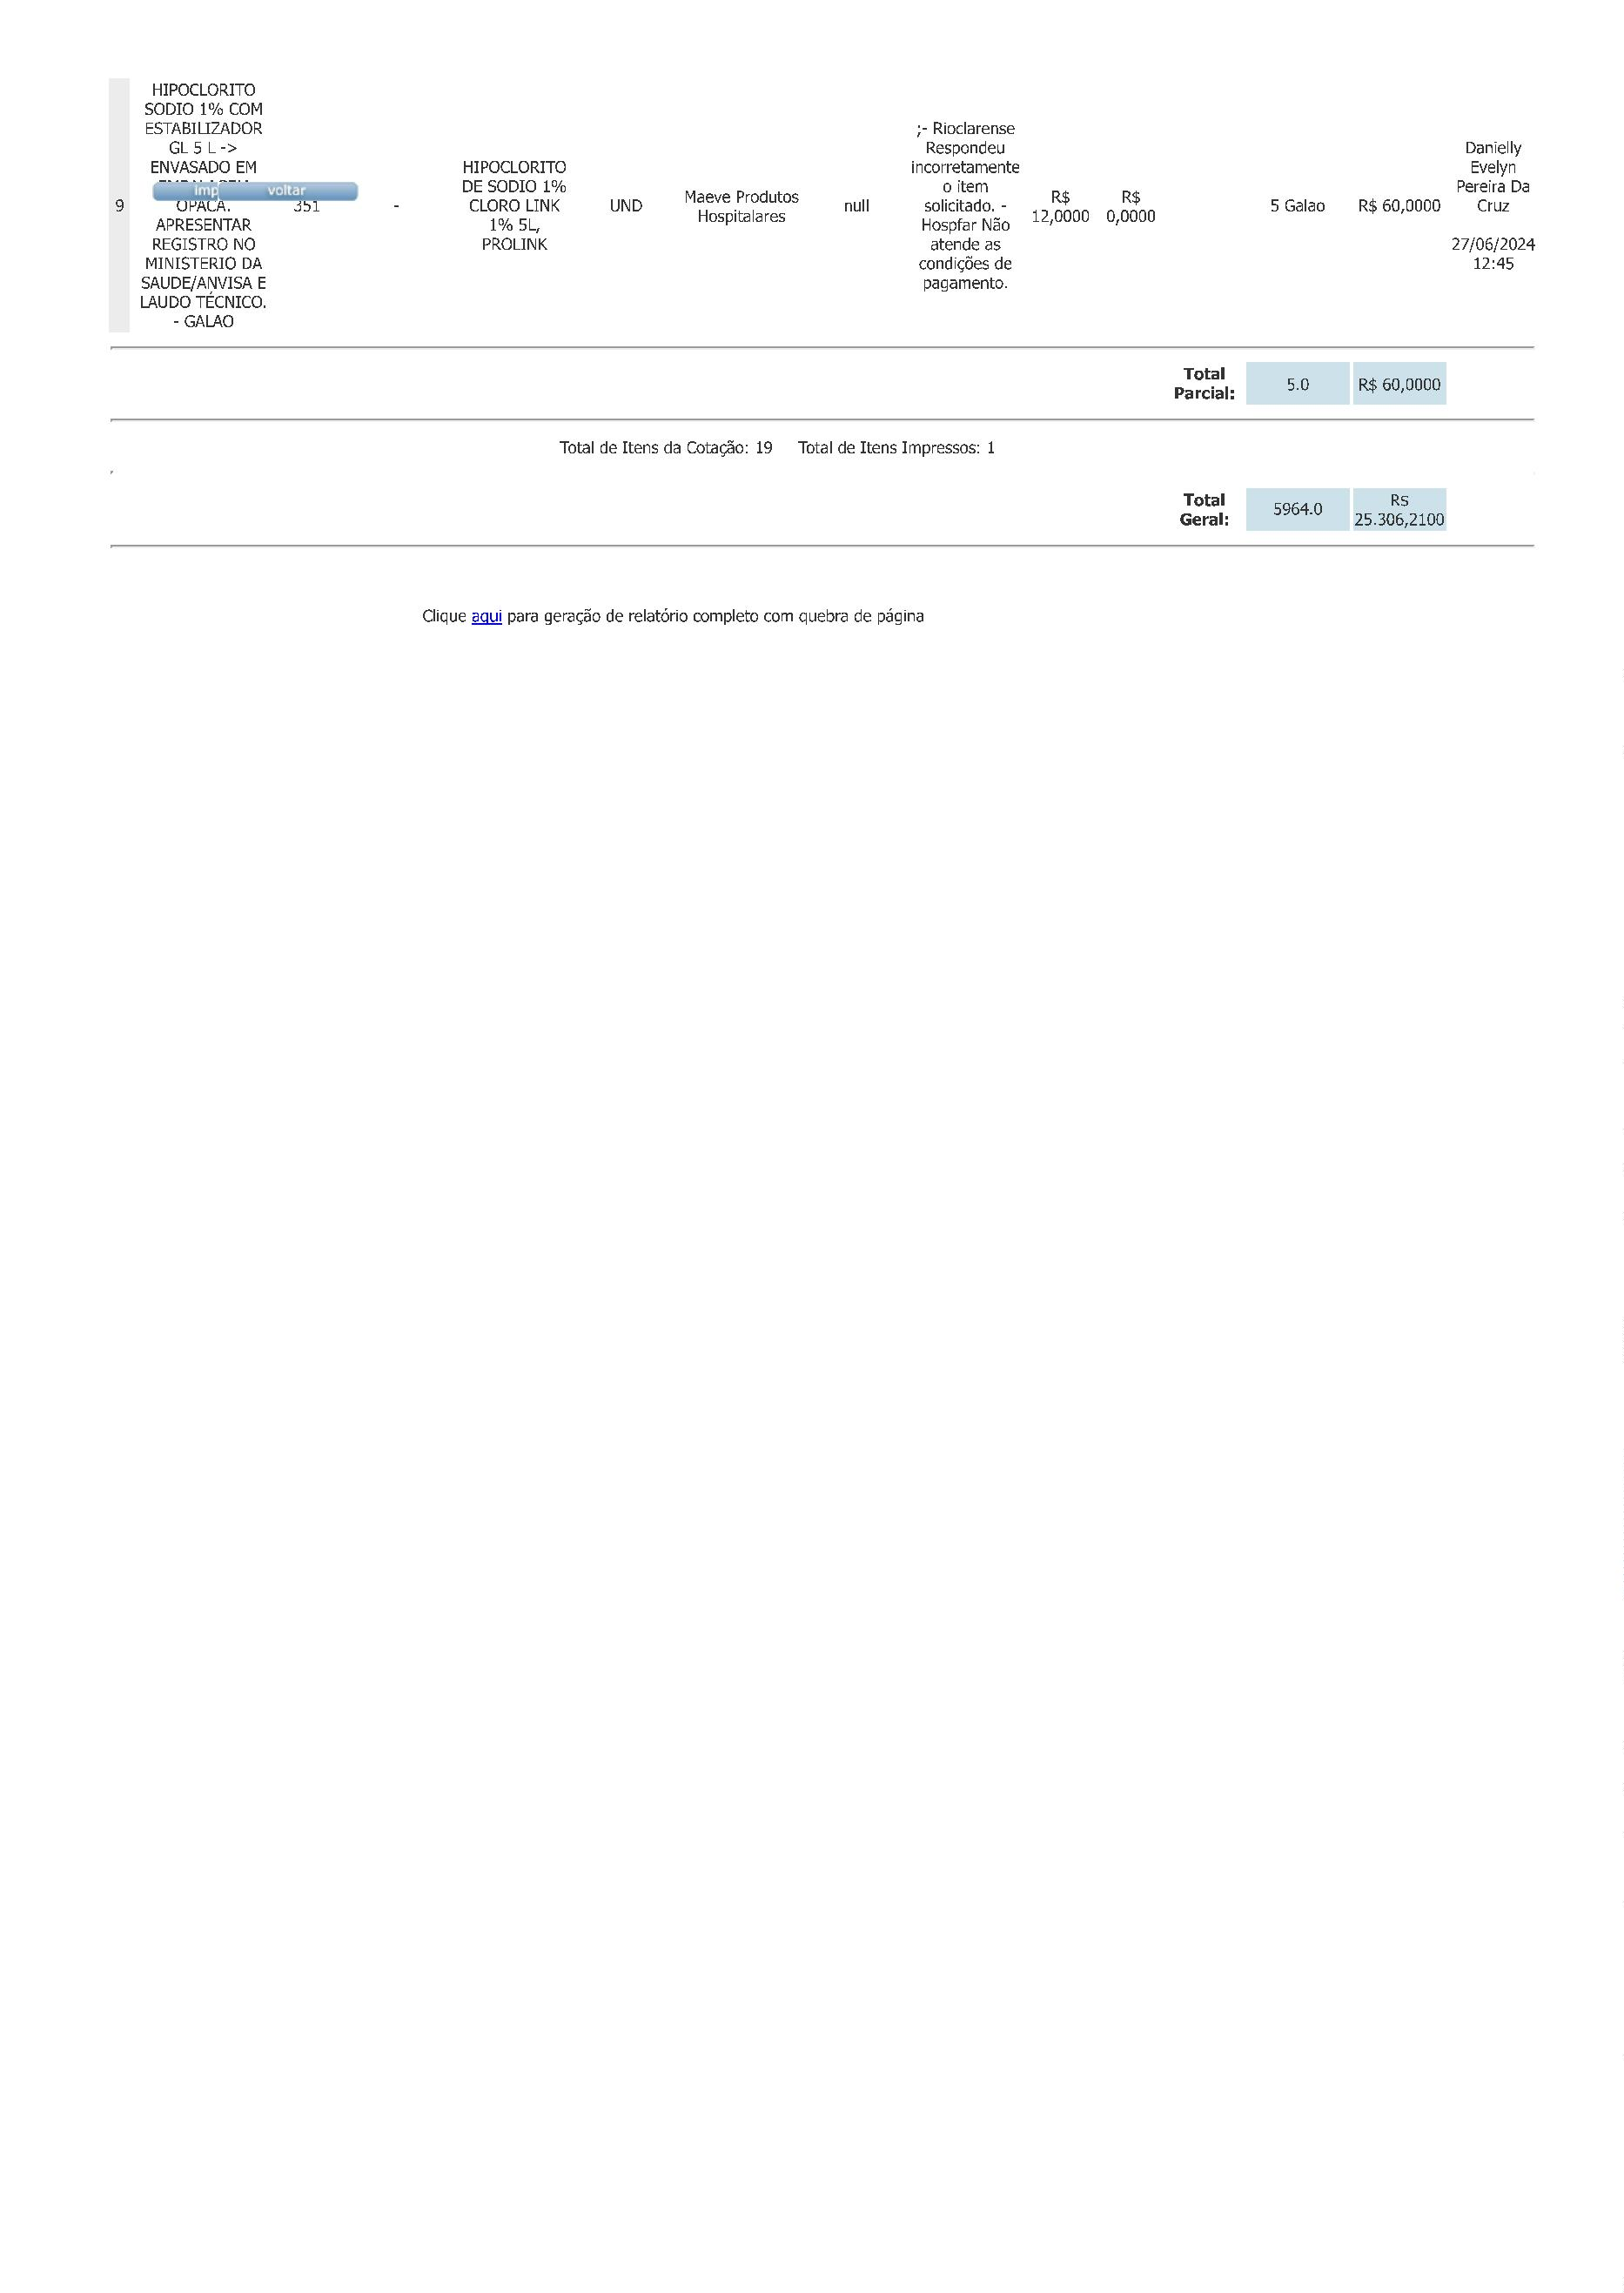 9
HIPOCLORITO
SODIO 1% COM
ESTABILIZADOR
GL 5 L ->
ENVASADO EM
OPACA.
APRESENTAR
REGISTRO NO
MINISTERIO DA
SAUDE/ANVISA E
LAUDO TÉCNICO.
- GALAO
voltar
351
-
HIPOCLORITO
DE SODIO 1%
CLORO LINK
1% 5L,
PROLINK
UND
Maeve Produtos
Hospitalares
null
;- Rioclarense
Respondeu
incorretamente
o item
solicitado. -
Hospfar Não
atende as
condições de
pagamento.
R$
12,0000
R$
0,0000
5 Galao
R$ 60,0000
Danielly
Evelyn
Pereira Da
Cruz
27/06/2024
12:45
Total
Parcial:
5.0
R$ 60,0000
Total de Itens da Cotação: 19 Total de Itens Impressos: 1
Total
Geral:
5964.0
R$
25.306,2100
Clique aqui para geração de relatório completo com quebra de página